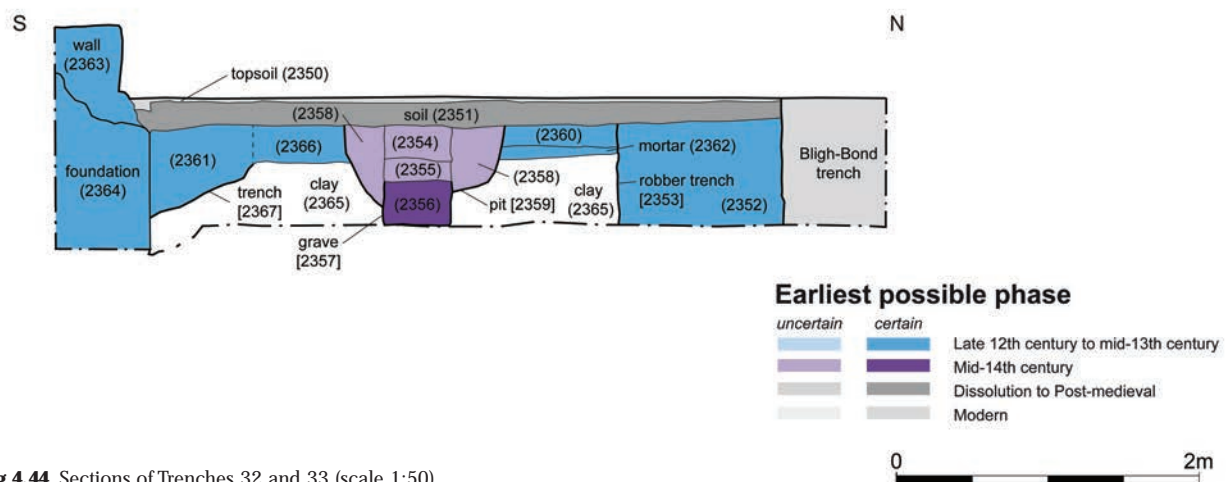 S
N
wall
(2363)
topsoil (2350)
(2358)
soil (2351)
foundation
(2364)
(2361)
(2366)
(2354)
(2355)
(2356)
(2360)
mortar (2362)
(2358)
trench
[2367]
clay
(2365)
pit [2359]
clay
(2365)
robber trench
[2353]
(2352)
Bligh-Bond
trench
grave
[2357]
Earliest possible phase
uncertain certain
Late 12th century to mid-13th century
Mid-14th century
Dissolution to Post-medieval
Modern
0 2m
g 4.44 Sections of Trenches 32 and 33 (scale 1:50)